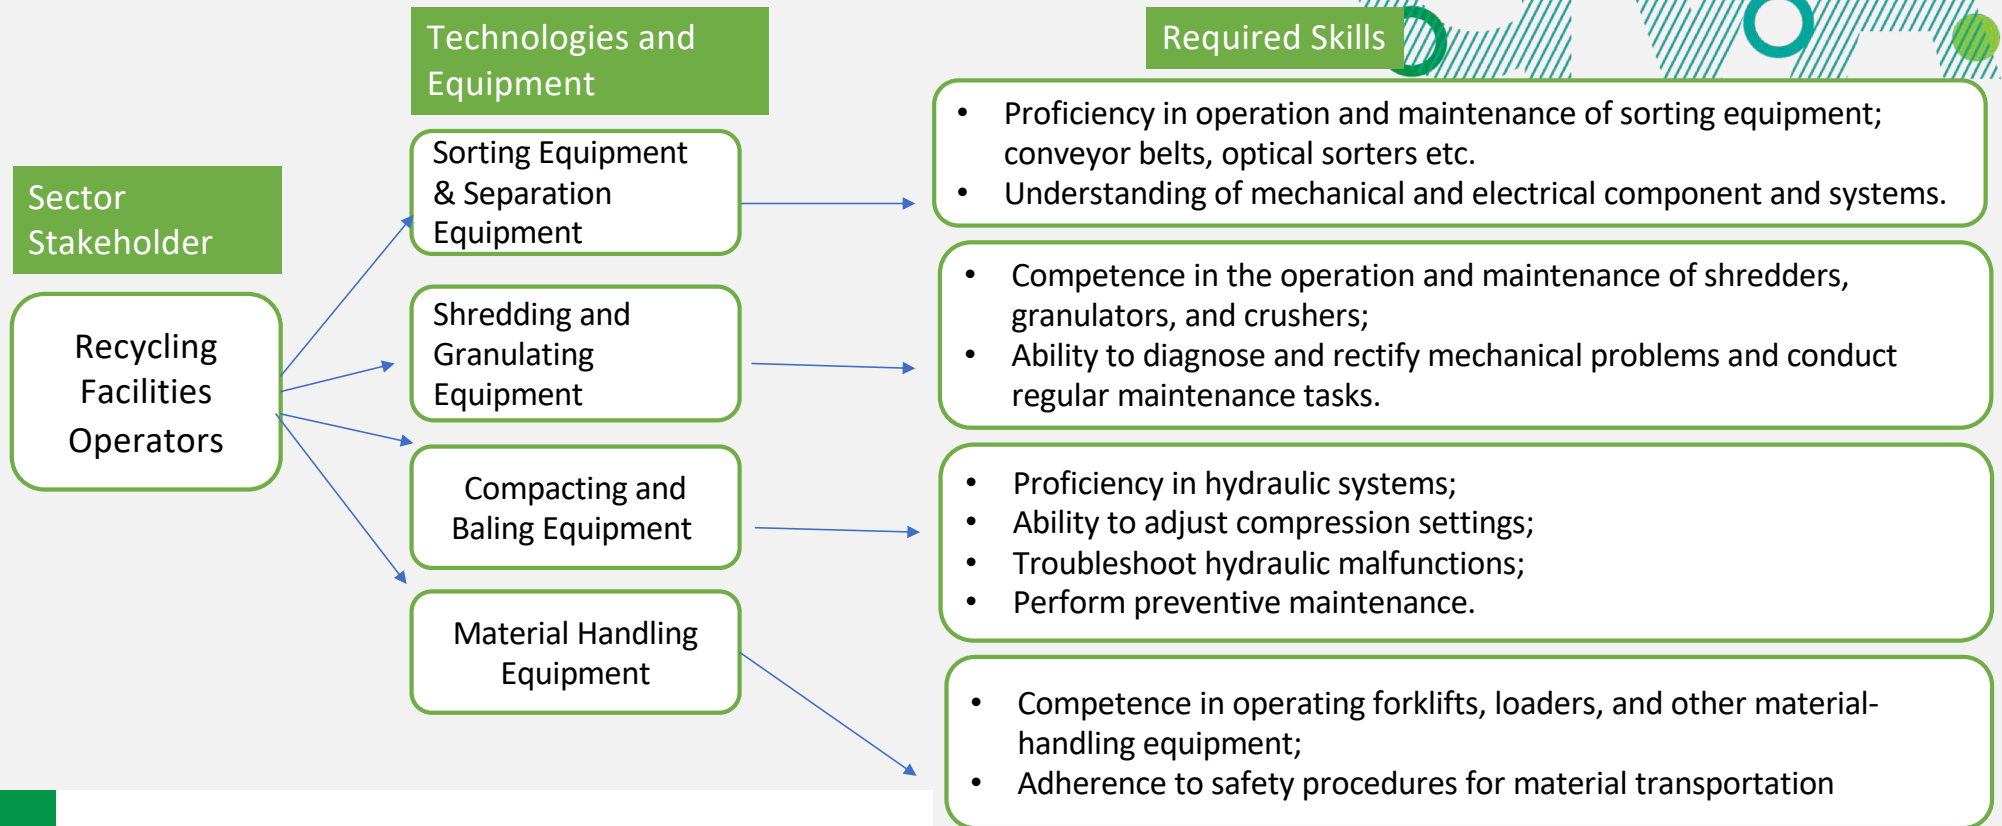 Technologies and
Equipment
Required Skills
Sector
Stakeholder
Recycling
Facilities
Operators
Sorting Equipment
& Separation
Equipment
• Proficiency in operation and maintenance of sorting equipment;
conveyor belts, optical sorters etc.
• Understanding of mechanical and electrical component and systems.
Shredding and
Granulating
Equipment
• Competence in the operation and maintenance of shredders,
granulators, and crushers;
• Ability to diagnose and rectify mechanical problems and conduct
regular maintenance tasks.
Compacting and
Baling Equipment
• Proficiency in hydraulic systems;
• Ability to adjust compression settings;
• Troubleshoot hydraulic malfunctions;
• Perform preventive maintenance.
Material Handling
Equipment
• Competence in operating forklifts, loaders, and other material-
handling equipment;
• Adherence to safety procedures for material transportation